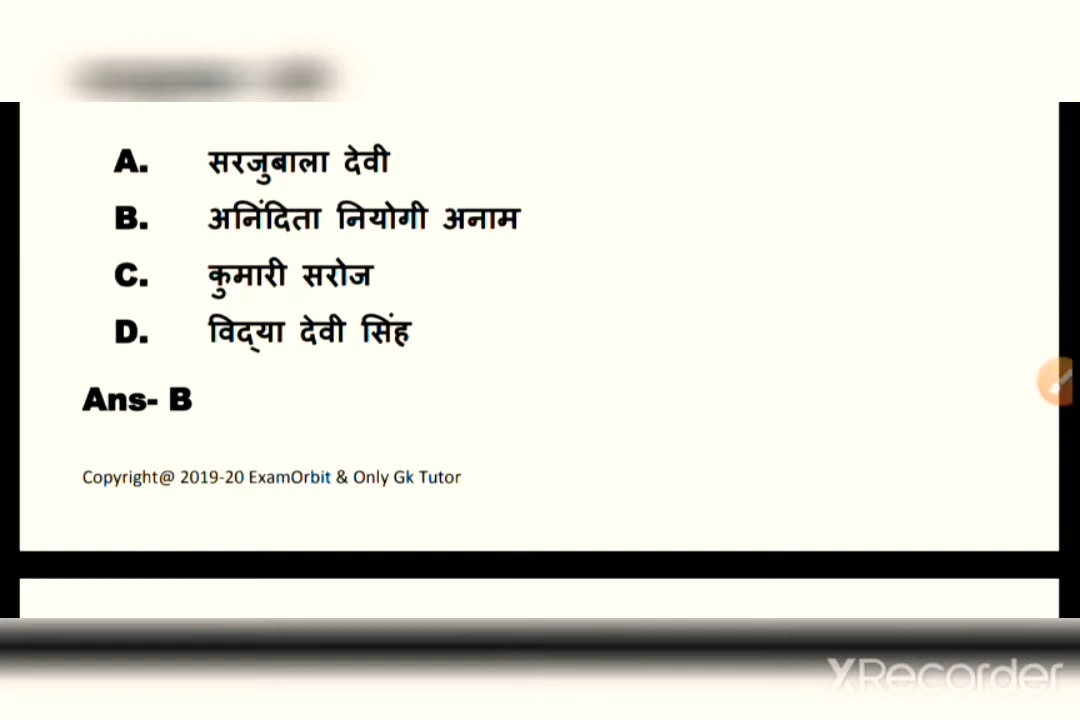 A. सरजुबाला देवी
B. अनिंदिता नियोगी अनाम
C. कुमारी सरोज
D. विद्या देवी सिंह
Ans- B
Copyright@ 2019-20 ExamOrbit & Only Gk Tutor
XRecorder